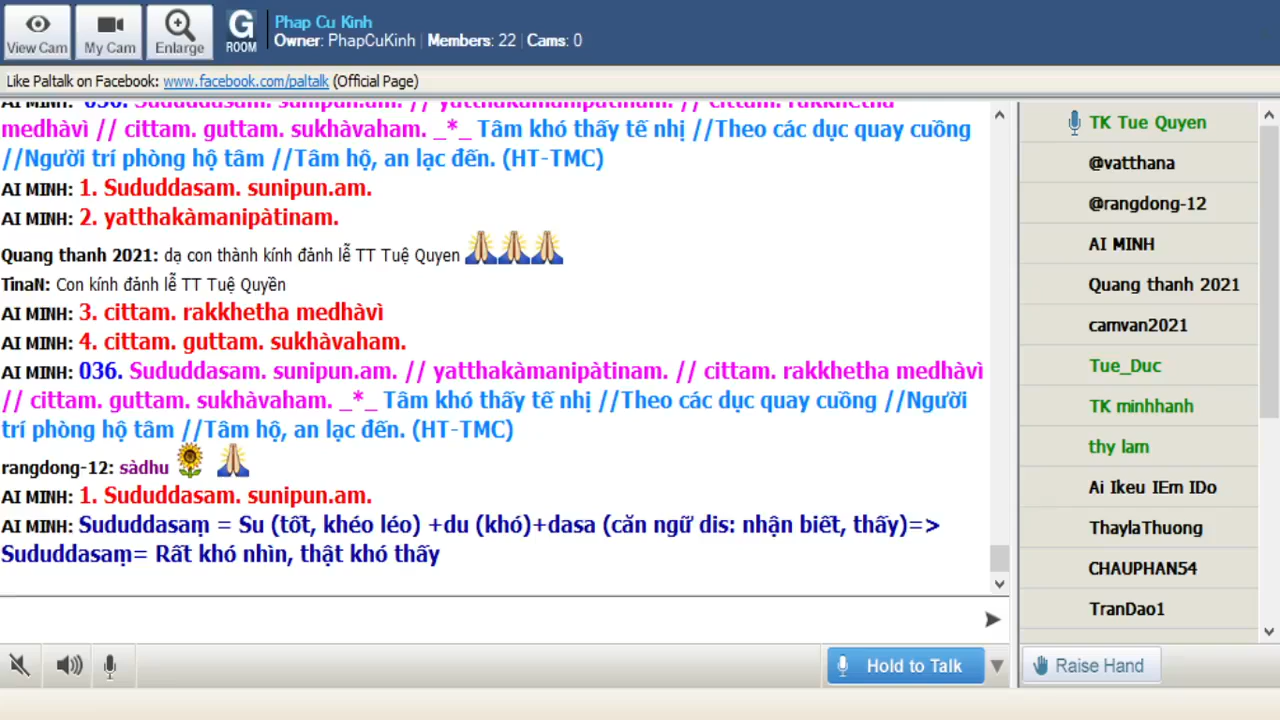 View Cam
My Cam
Enlarge
G
ROOM
Phap Cu Kinh
Owner: PhapCuKinh | Members: 22 | Cams: 0
Like Paltalk on Facebook: www.facebook.com/paltalk (Official Page)
AI MINH: 036. Sududdasam. sunipun.am. // yatthakàmanipàtinam. // cittam. rakkhetha
medhàvì // cittam. guttam. sukhàvaham. _*_ Tâm khó thấy tế nhị //Theo các dục quay cuồng
//Người trí phòng hộ tâm //Tâm hộ, an lạc đến. (HT-TMC)
AI MINH: 1. Sududdasam. sunipun.am.
AI MINH: 2. yatthakàmanipàtinam.
Quang thanh 2021: dạ con thành kính đảnh lễ TT Tuệ Quyen
TinaN: Con kính đảnh lễ TT Tuệ Quyền
AI MINH: 3. cittam. rakkhetha medhàvì
AI MINH: 4. cittam. guttam. sukhàvaham.
AI MINH: 036. Sududdasam. sunipun.am. // yatthakàmanipàtinam. // cittam. rakkhetha medhàvì
// cittam. guttam. sukhàvaham. _*_ Tâm khó thấy tế nhị //Theo các dục quay cuồng //Người
trí phòng hộ tâm //Tâm hộ, an lạc đến. (HT-TMC)
rangdong-12: sàdhu
AI MINH: 1. Sududdasam. sunipun.am.
AI MINH: Sududdasaṃ = Su (tốt, khéo léo) +du (khó)+dasa (căn ngữ dis: nhận biết, thấy)=>
Sududdasaṃ= Rất khó nhìn, thật khó thấy
TK Tue Quyen
@vatthana
@rangdong-12
AI MINH
Quang thanh 2021
camvan2021
Tue_Duc
TK minhhanh
thy lam
Ai Ikeu IEm IDo
ThaylaThuong
CHAUPHAN54
TranDao1
Hold to Talk
Raise Hand